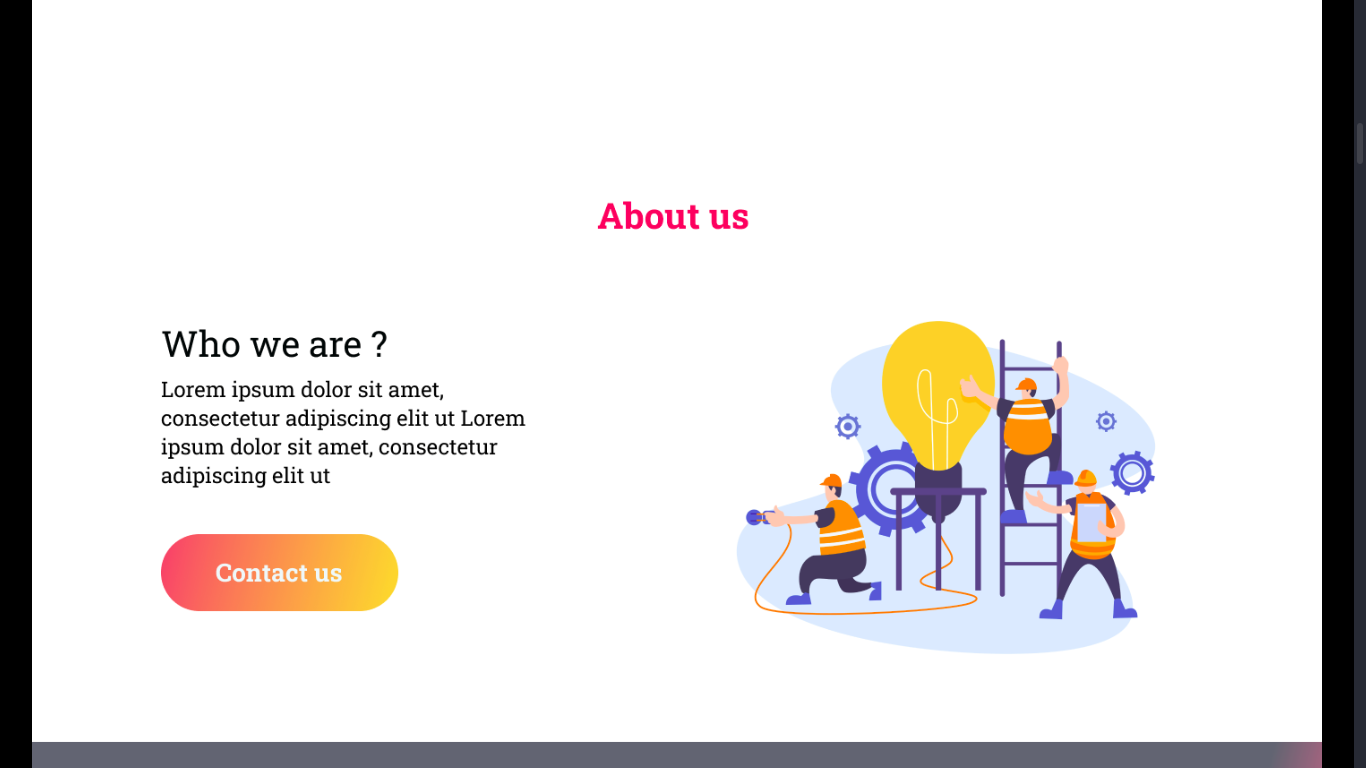 About us
Who we are ?
Lorem ipsum dolor sit amet,
consectetur adipiscing elit ut Lorem
ipsum dolor sit amet, consectetur
adipiscing elit ut
Contact us